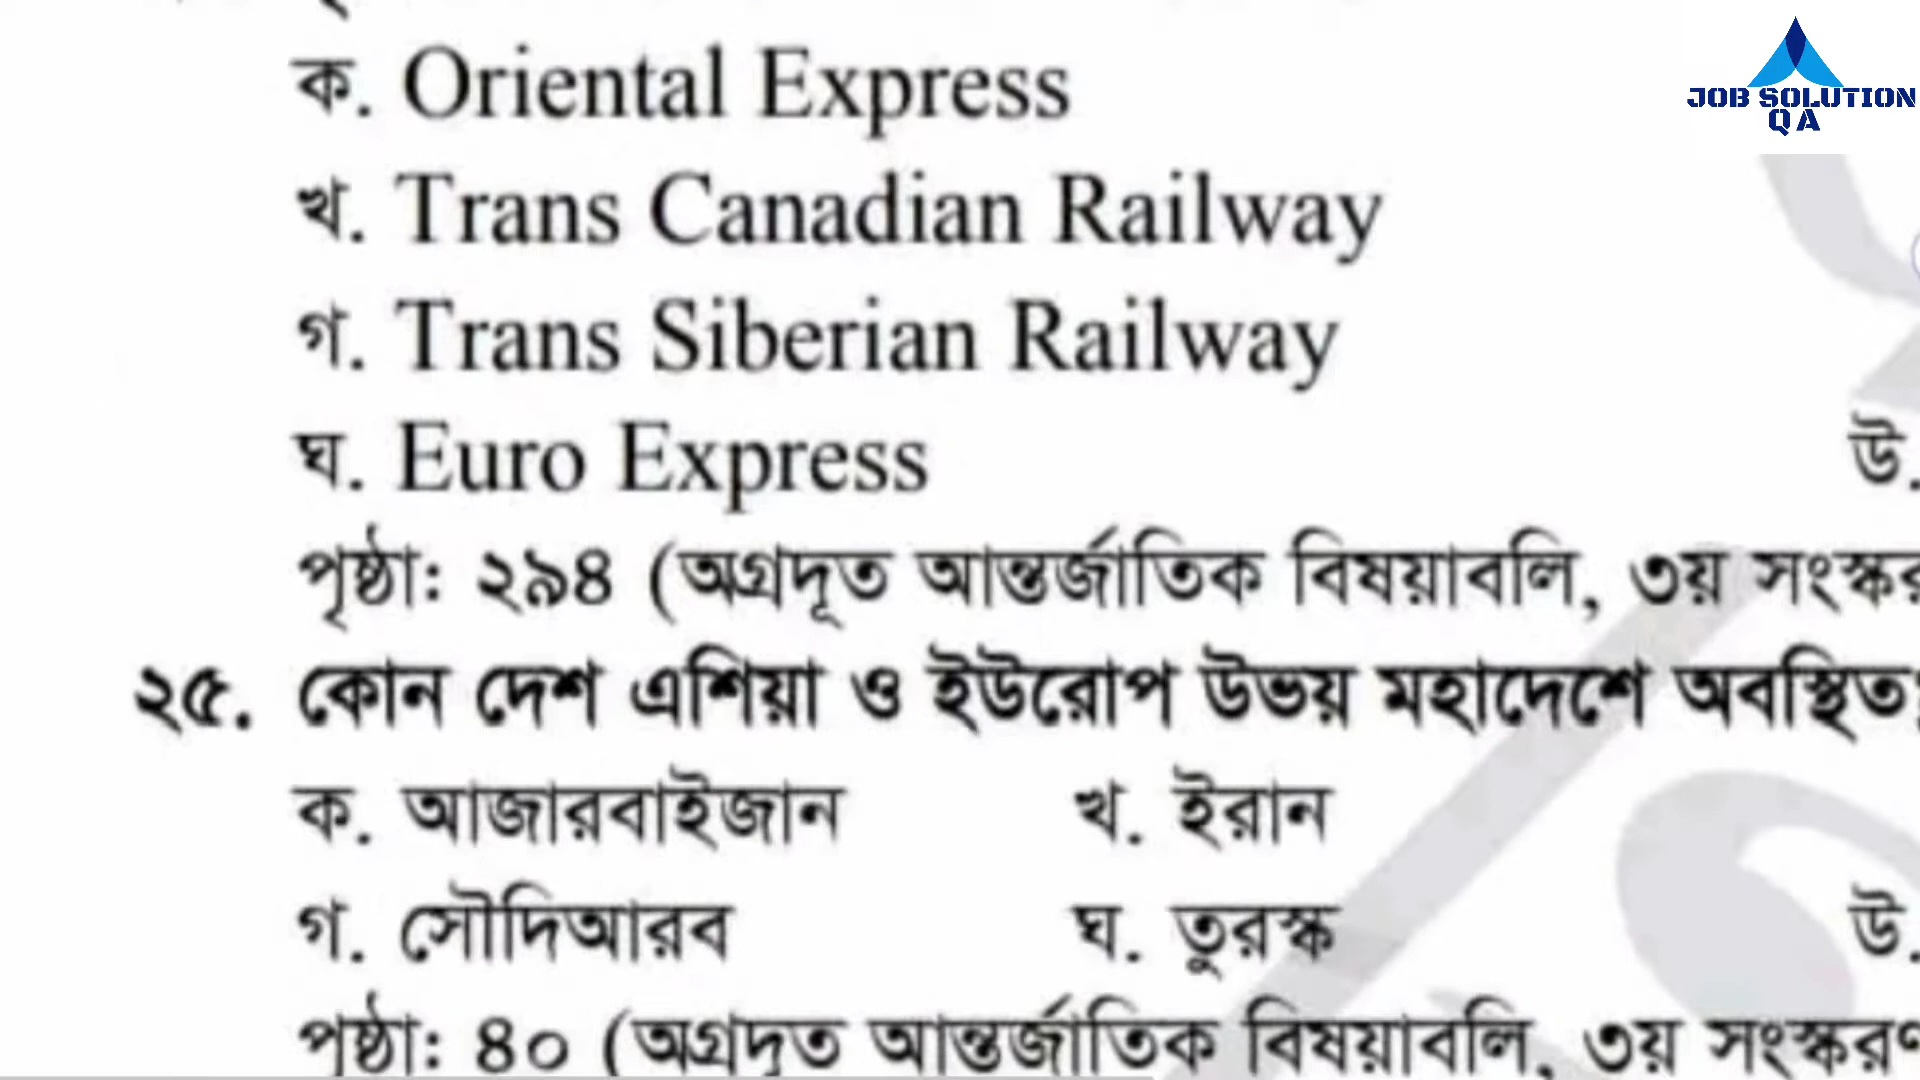 JOB SOLUTION
QA
ক. Oriental Express
খ. Trans Canadian Railway
গ. Trans Siberian Railway
ঘ. Euro Express
উ.
পৃষ্ঠা: ২৯৪ (অগ্রদূত আন্তর্জাতিক বিষয়াবলি, ৩য় সংস্কর
২৫. কোন দেশ এশিয়া ও ইউরোপ উভয় মহাদেশে অবস্থিত?
ক. আজারবাইজান খ. ইরান
গ. সৌদিআরব ঘ. তুরস্ক উ.
পৃষ্ঠা: ৪০ (অগ্রদূত আন্তর্জাতিক বিষয়াবলি, ৩য় সংস্করণ